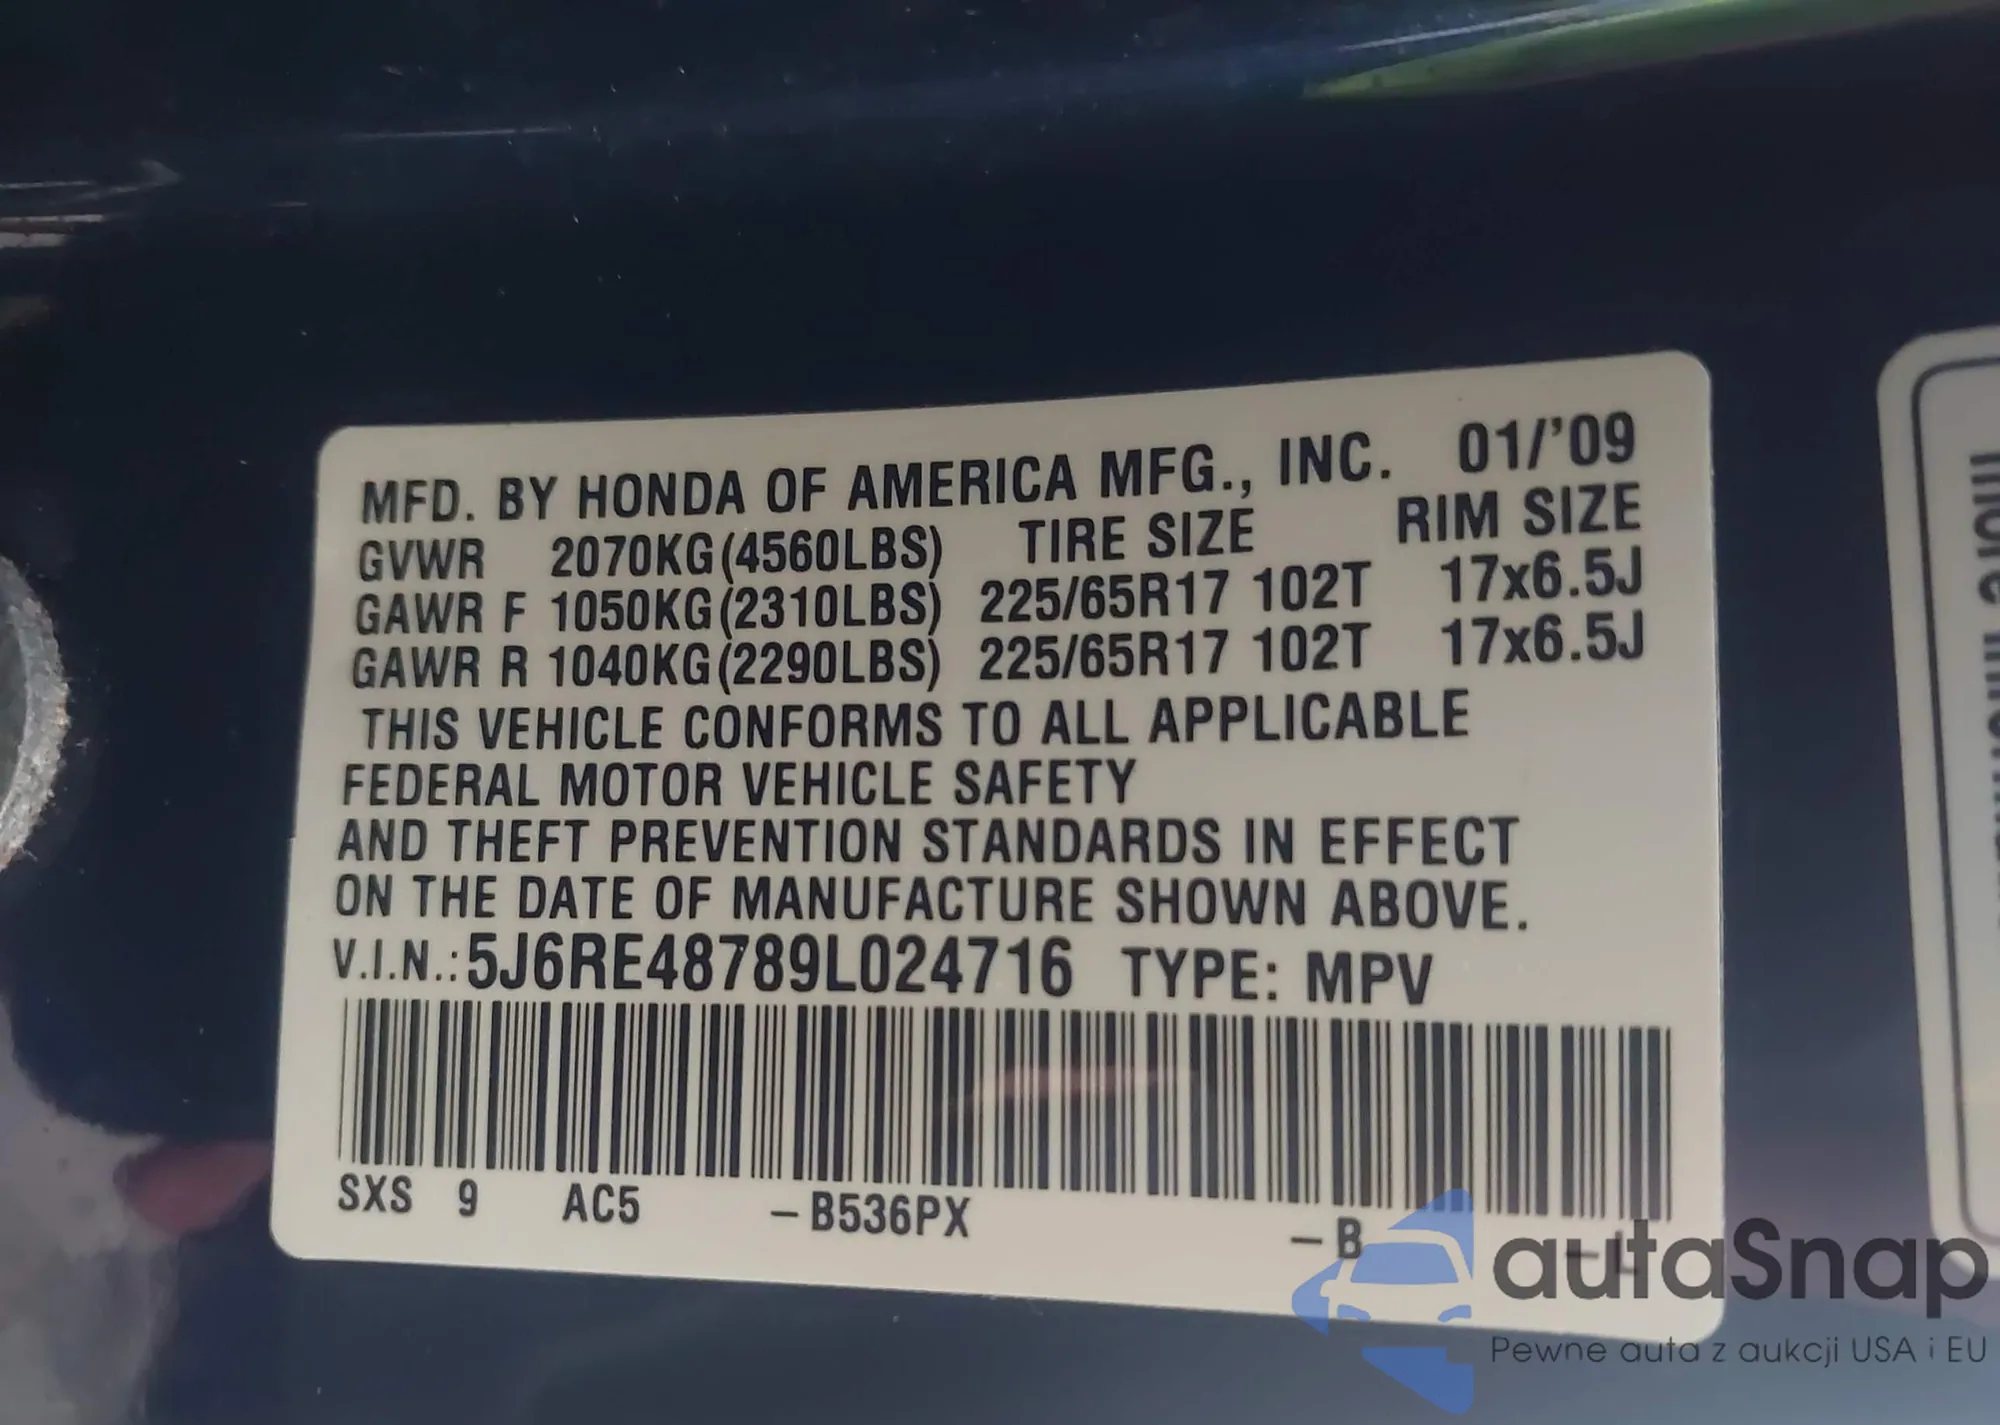 MFD. BY HONDA OF AMERICA MFG., INC. 01/'09
GVWR 2070KG(4560LBS) TIRE SIZE RIM SIZE
GAWR F 1050KG(2310LBS) 225/65R17 102T 17x6.5J
GAWR R 1040KG(2290LBS) 225/65R17 102T 17x6.5J
THIS VEHICLE CONFORMS TO ALL APPLICABLE
FEDERAL MOTOR VEHICLE SAFETY
AND THEFT PREVENTION STANDARDS IN EFFECT
ON THE DATE OF MANUFACTURE SHOWN ABOVE.
V.I.N.:5J6RE48789L024716 TYPE: MPV
SXS 9 AC5 –B536PX –B –L
autaSnap
Pewne auta z aukcji USA i EU
more